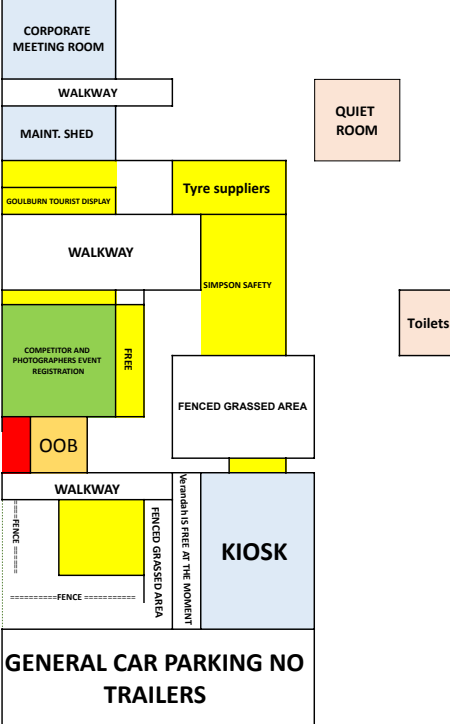 CORPORATE
MEETING ROOM
WALKWAY
QUIET
ROOM
MAINT. SHED
Tyre suppliers
GOULBURN TOURIST DISPLAY
WALKWAY
SIMPSON SAFETY
Toilets
COMPETITOR AND
PHOTOGRAPHERS EVENT
REGISTRATION
FREE
FENCED GRASSED AREA
OOB
WALKWAY
====FENCE ======
FENCED GRASSED AREA
Verandah IS FREE AT THE MOMENT
KIOSK
==========FENCE ===========
GENERAL CAR PARKING NO
TRAILERS